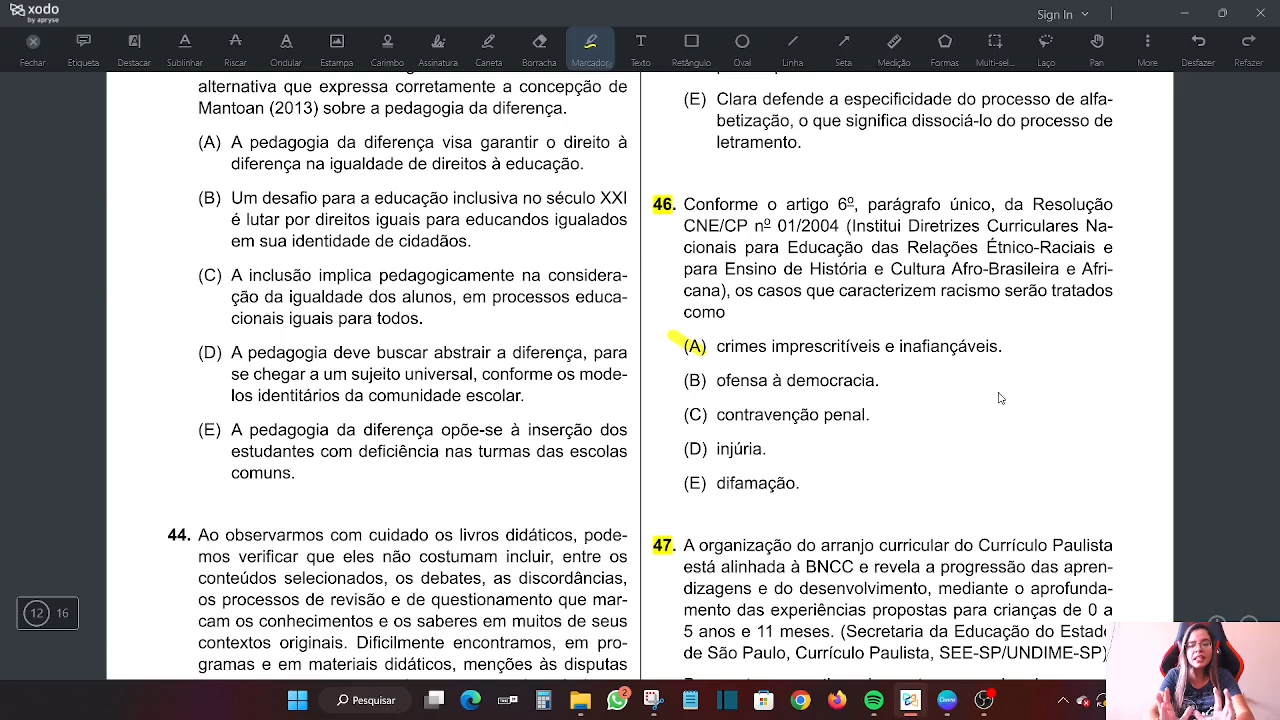 xodo
by apryse
Sign In
Fechar
Etiqueta
Destacar
Sublinhar
Riscar
Ondular
Estampa
Carimbo
Assinatura
Caneta
Borracha
Marcador
Texto
Retângulo
Círculo
Linha
Seta
Medição
Polígono
Multi-sel...
Laço
Panorâm...
More
Desfazer
Refazer
alternativa que expressa corretamente a concepção de
Mantoan (2013) sobre a pedagogia da diferença.
(A) A pedagogia da diferença visa garantir o direito à
diferença na igualdade de direitos à educação.
(B) Um desafio para a educação inclusiva no século XXI
é lutar por direitos iguais para educandos igualados
em sua identidade de cidadãos.
(C) A inclusão implica pedagogicamente na considera-
ção da igualdade dos alunos, em processos educa-
cionais iguais para todos.
(D) A pedagogia deve buscar abstrair a diferença, para
se chegar a um sujeito universal, conforme os mode-
los identitários da comunidade escolar.
(E) A pedagogia da diferença opõe-se à inserção dos
estudantes com deficiência nas turmas das escolas
comuns.
44. Ao observarmos com cuidado os livros didáticos, pode-
mos verificar que eles não costumam incluir, entre os
conteúdos selecionados, os debates, as discordâncias,
os processos de revisão e de questionamento que mar-
cam os conhecimentos e os saberes em muitos de seus
contextos originais. Dificilmente encontramos, em pro-
gramas e em materiais didáticos, menções às disputas
(E) Clara defende a especificidade do processo de alfa-
betização, o que significa dissociá-lo do processo de
letramento.
46. Conforme o artigo 6º, parágrafo único, da Resolução
CNE/CP nº 01/2004 (Institui Diretrizes Curriculares Na-
cionais para Educação das Relações Étnico-Raciais e
para Ensino de História e Cultura Afro-Brasileira e Afri-
cana), os casos que caracterizem racismo serão tratados
como
(A) crimes imprescritíveis e inafiançáveis.
(B) ofensa à democracia.
(C) contravenção penal.
(D) injúria.
(E) difamação.
47. A organização do arranjo curricular do Currículo Paulista
está alinhada à BNCC e revela a progressão das apren-
dizagens e do desenvolvimento, mediante o aprofunda-
mento das experiências propostas para crianças de 0 a
5 anos e 11 meses. (Secretaria da Educação do Estado
de São Paulo, Currículo Paulista, SEE-SP/UNDIME-SP)
12 16
Pesquisar
2